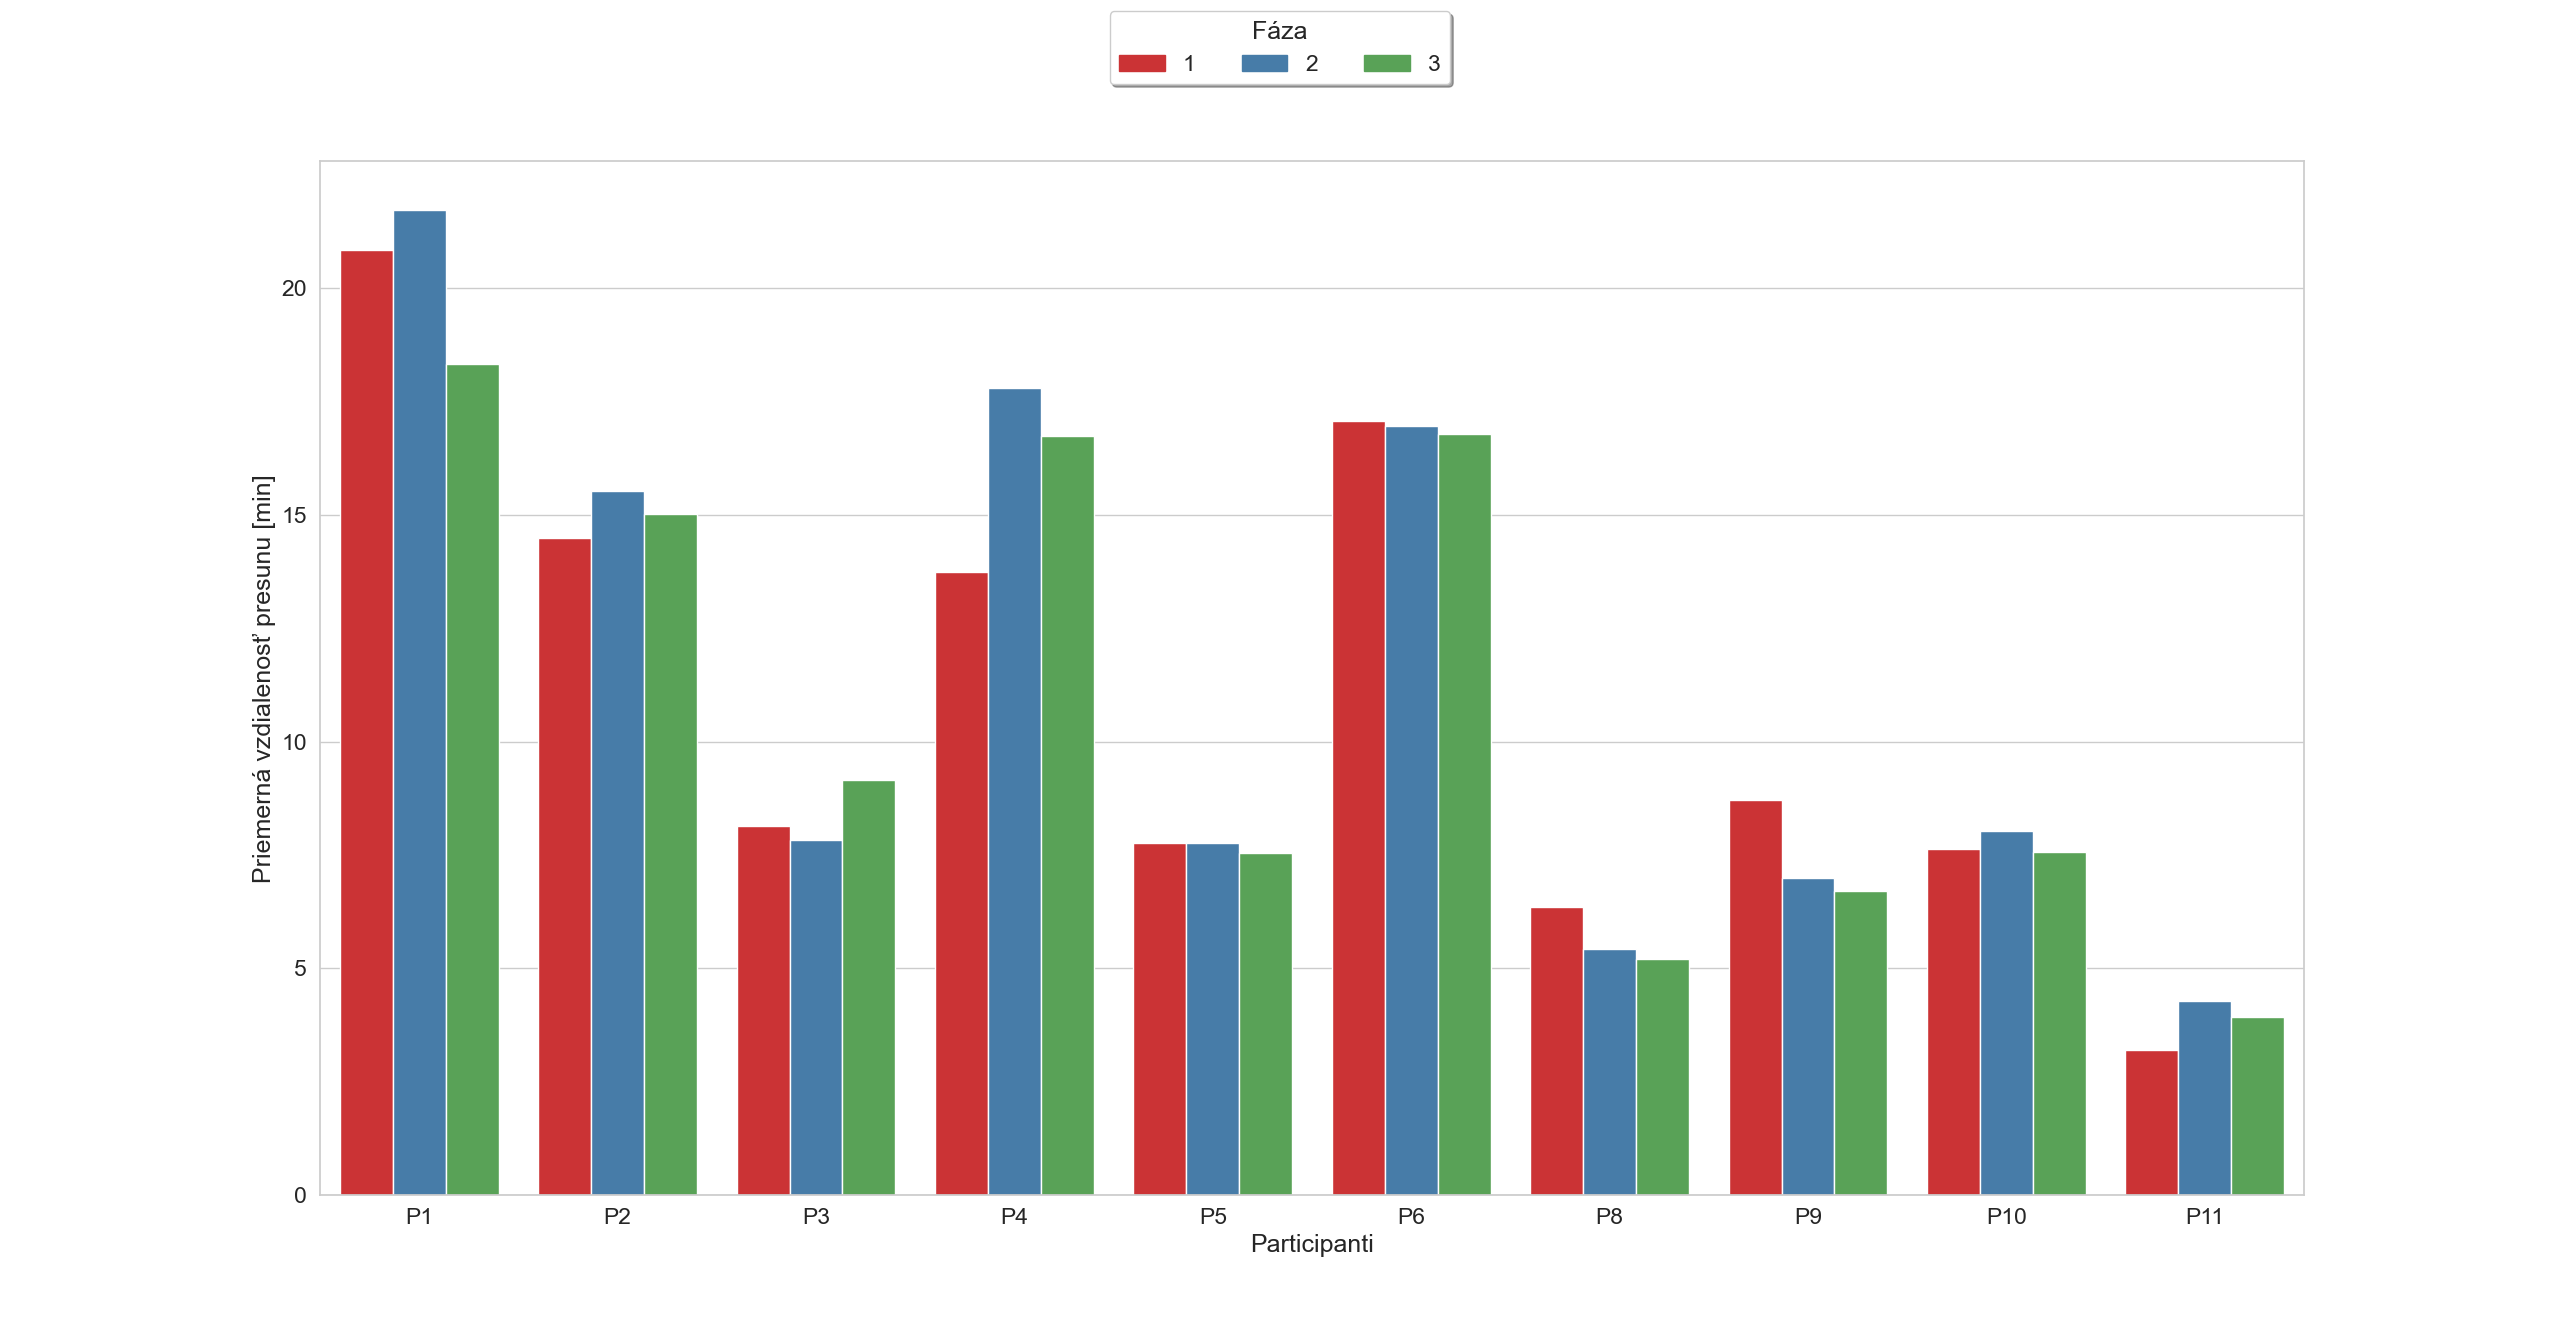 Fáza
1 2 3
20
15
10
5
0
Priemerná vzdialenosť presunu [min]
P1 P2 P3 P4 P5 P6 P8 P9 P10 P11
Participanti